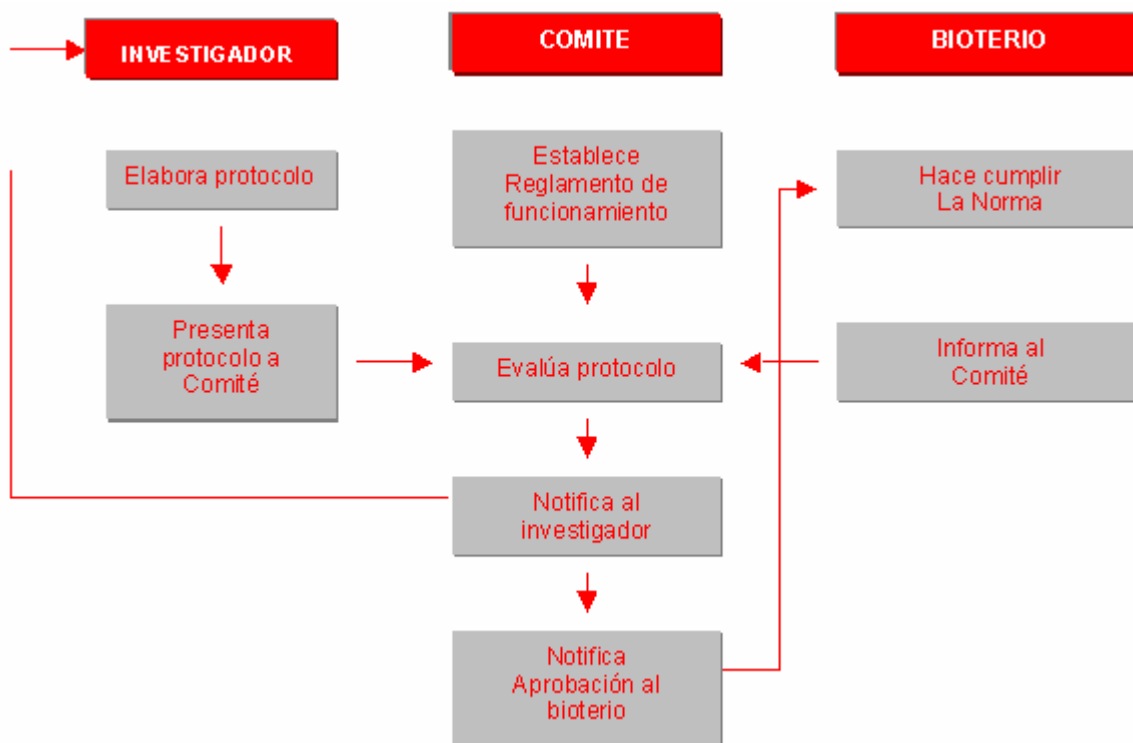 INVESTIGADOR
COMITE
BIOTERIO
Elabora protocolo
Establece
Reglamento de
funcionamiento
Hace cumplir
La Norma
Presenta
protocolo a
Comité
Evalúa protocolo
Informa al
Comité
Notifica al
investigador
Notifica
Aprobación al
bioterio